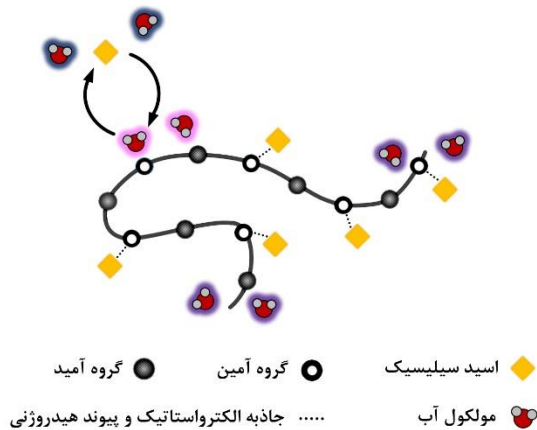 اسید سیلیسیک گروه آمین گروه آمید
مولکول آب جاذبه الکترواستاتیک و پیوند هیدروژنی